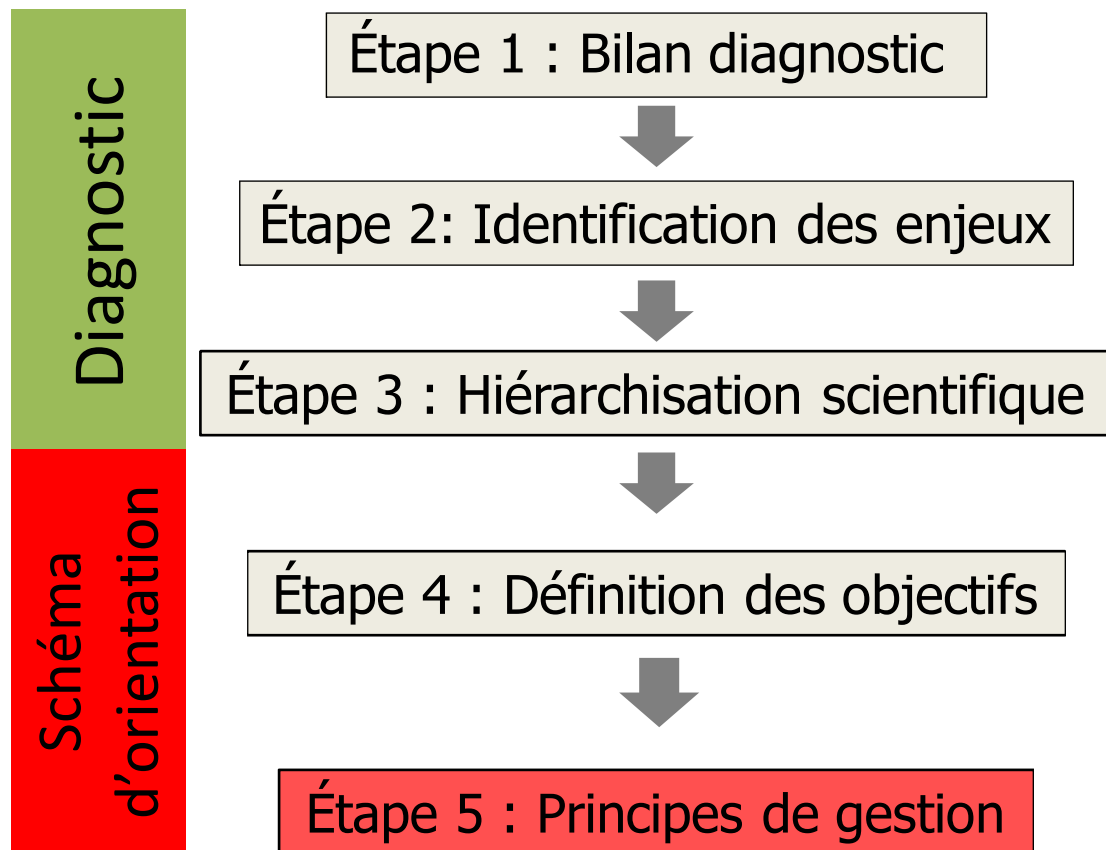 Diagnostic
Étape 1 : Bilan diagnostic
Étape 2: Identification des enjeux
Étape 3 : Hiérarchisation scientifique
Schéma
d’orientation
Étape 4 : Définition des objectifs
Étape 5 : Principes de gestion